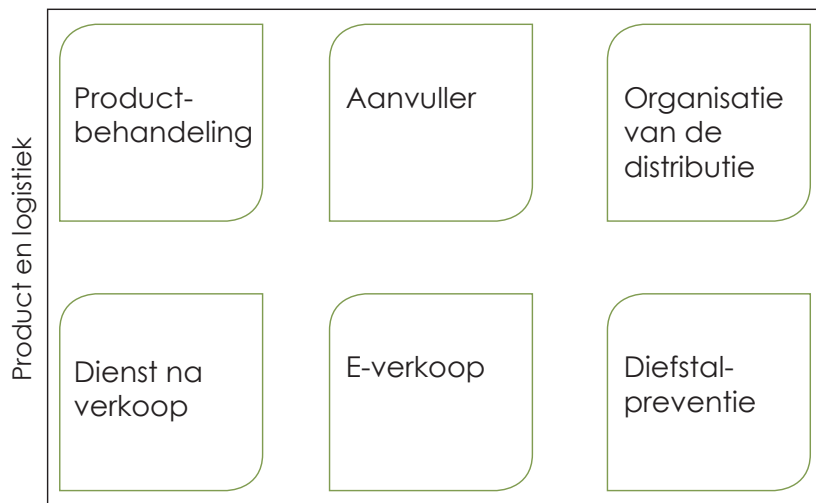 Product en logistiek
Product-
behandeling
Aanvuller
Organisatie
van de
distributie
Dienst na
verkoop
E-verkoop
Diefstal-
preventie